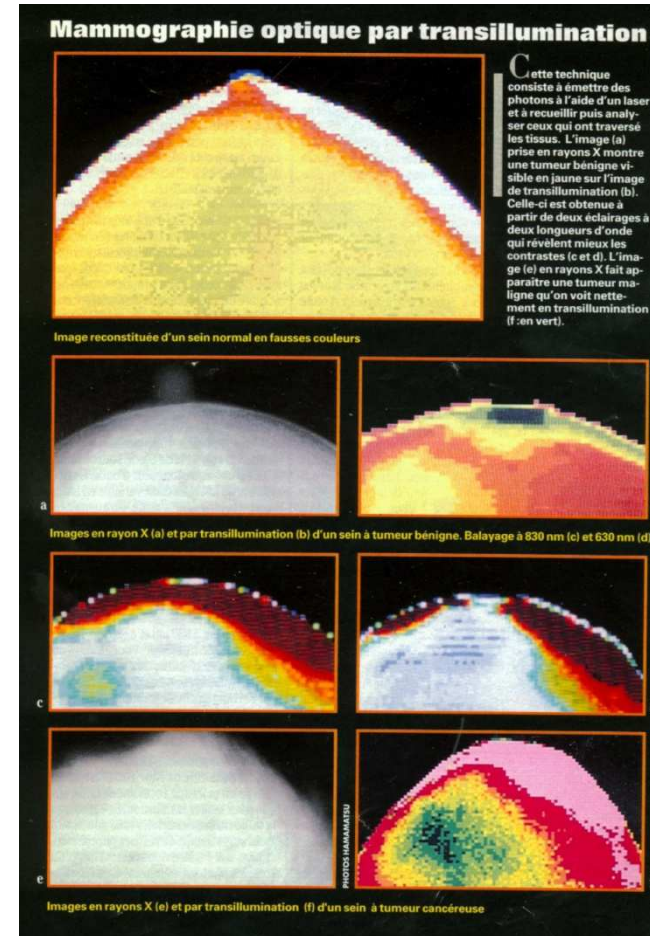 Mammographie optique par transillumination
Cette technique
consiste à émettre des
photons à l'aide d'un laser
et à recueillir puis analy-
ser ceux qui ont traversé
les tissus. L'image (a)
prise en rayons X montre
une tumeur bénigne vi-
sible en jaune sur l'image
de transillumination (b).
Celle-ci est obtenue à
partir de deux éclairages à
deux longueurs d'onde
qui révèlent mieux les
contrastes (c et d). L'ima-
ge (e) en rayons X fait ap-
paraître une tumeur ma-
ligne qu'on voit nette-
ment en transillumination
(f :en vert).
Image reconstituée d'un sein normal en fausses couleurs
a
Images en rayon X (a) et par transillumination (b) d'un sein à tumeur bénigne. Balayage à 830 nm (c) et 630 nm (d)
c
PHOTOS HAMAMATSU
e
Images en rayons X (e) et par transillumination (f) d'un sein à tumeur cancéreuse